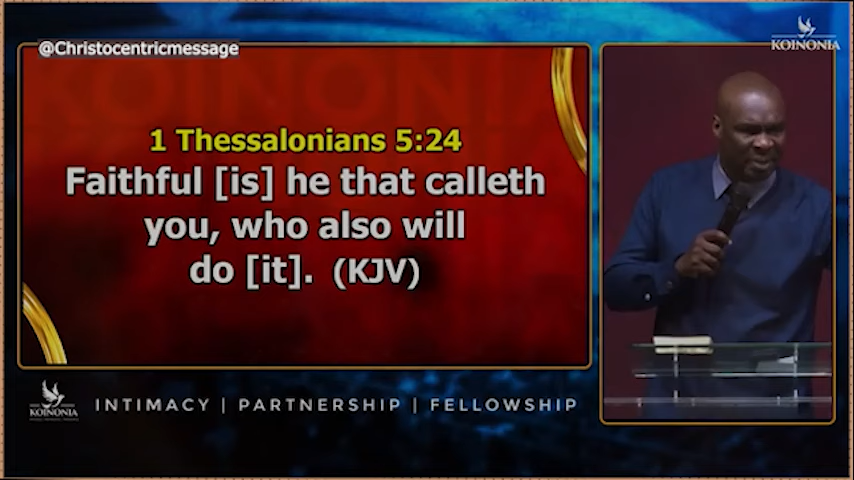 @Christocentricmessage
KOINONIA
KOINONIA
1 Thessalonians 5:24
Faithful [is] he that calleth
you, who also will
do [it]. (KJV)
KOINONIA
INTIMACY | PARTNERSHIP | FELLOWSHIP